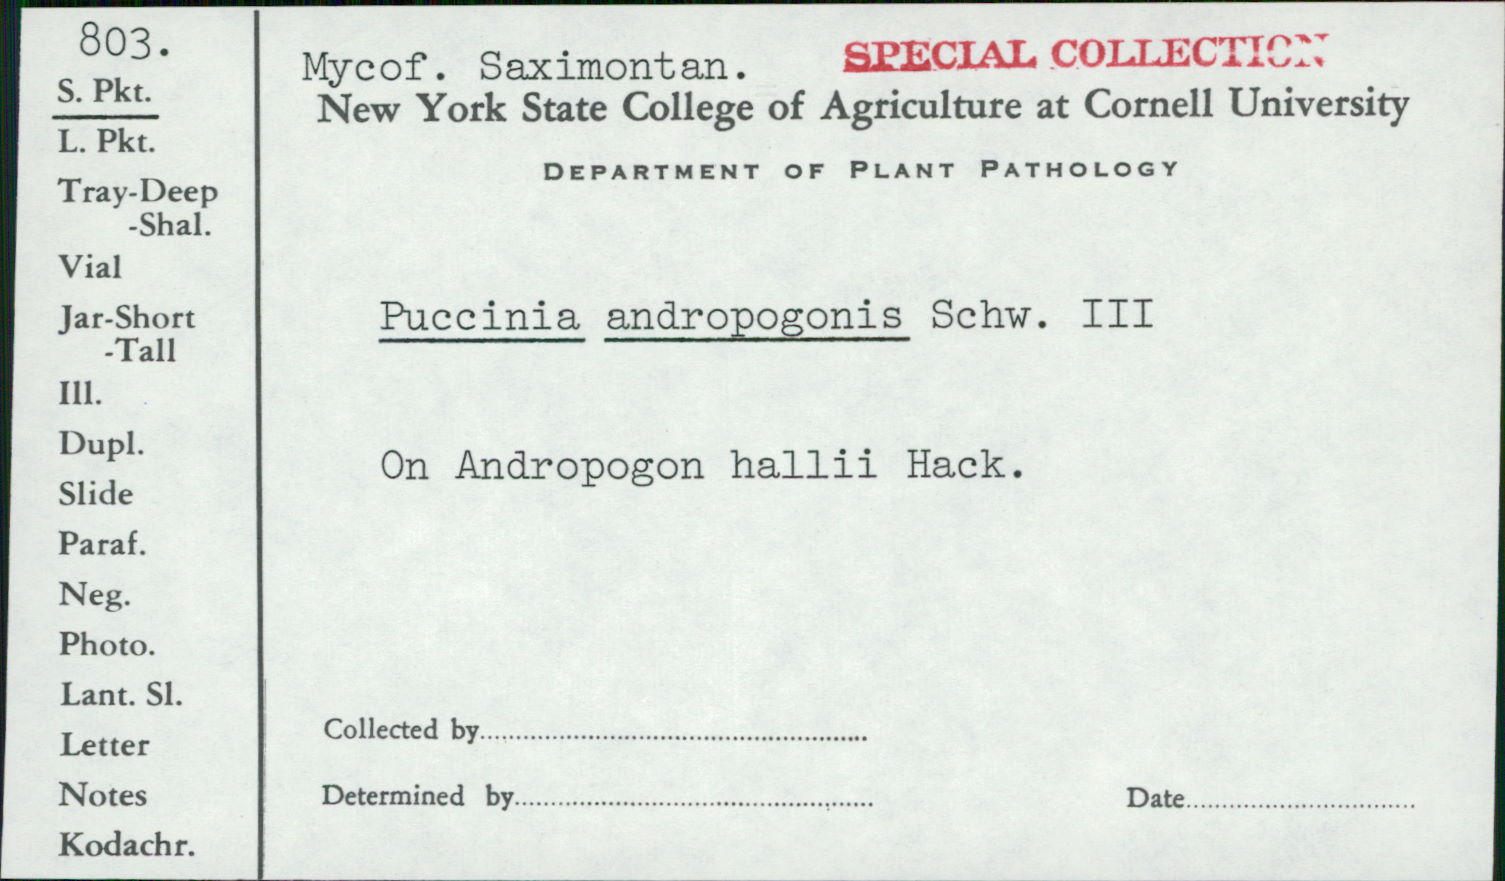 803.
S. Pkt.
L. Pkt.
Tray-Deep
-Shal.
Vial
Jar-Short
-Tall
Ill.
Dupl.
Slide
Paraf.
Neg.
Photo.
Lant. Sl.
Letter
Notes
Kodachr.
Mycof. Saximontan.
SPECIAL COLLECTION
New York State College of Agriculture at Cornell University
DEPARTMENT OF PLANT PATHOLOGY
Puccinia andropogonis Schw. III
On Andropogon hallii Hack.
Collected by
Determined by
Date